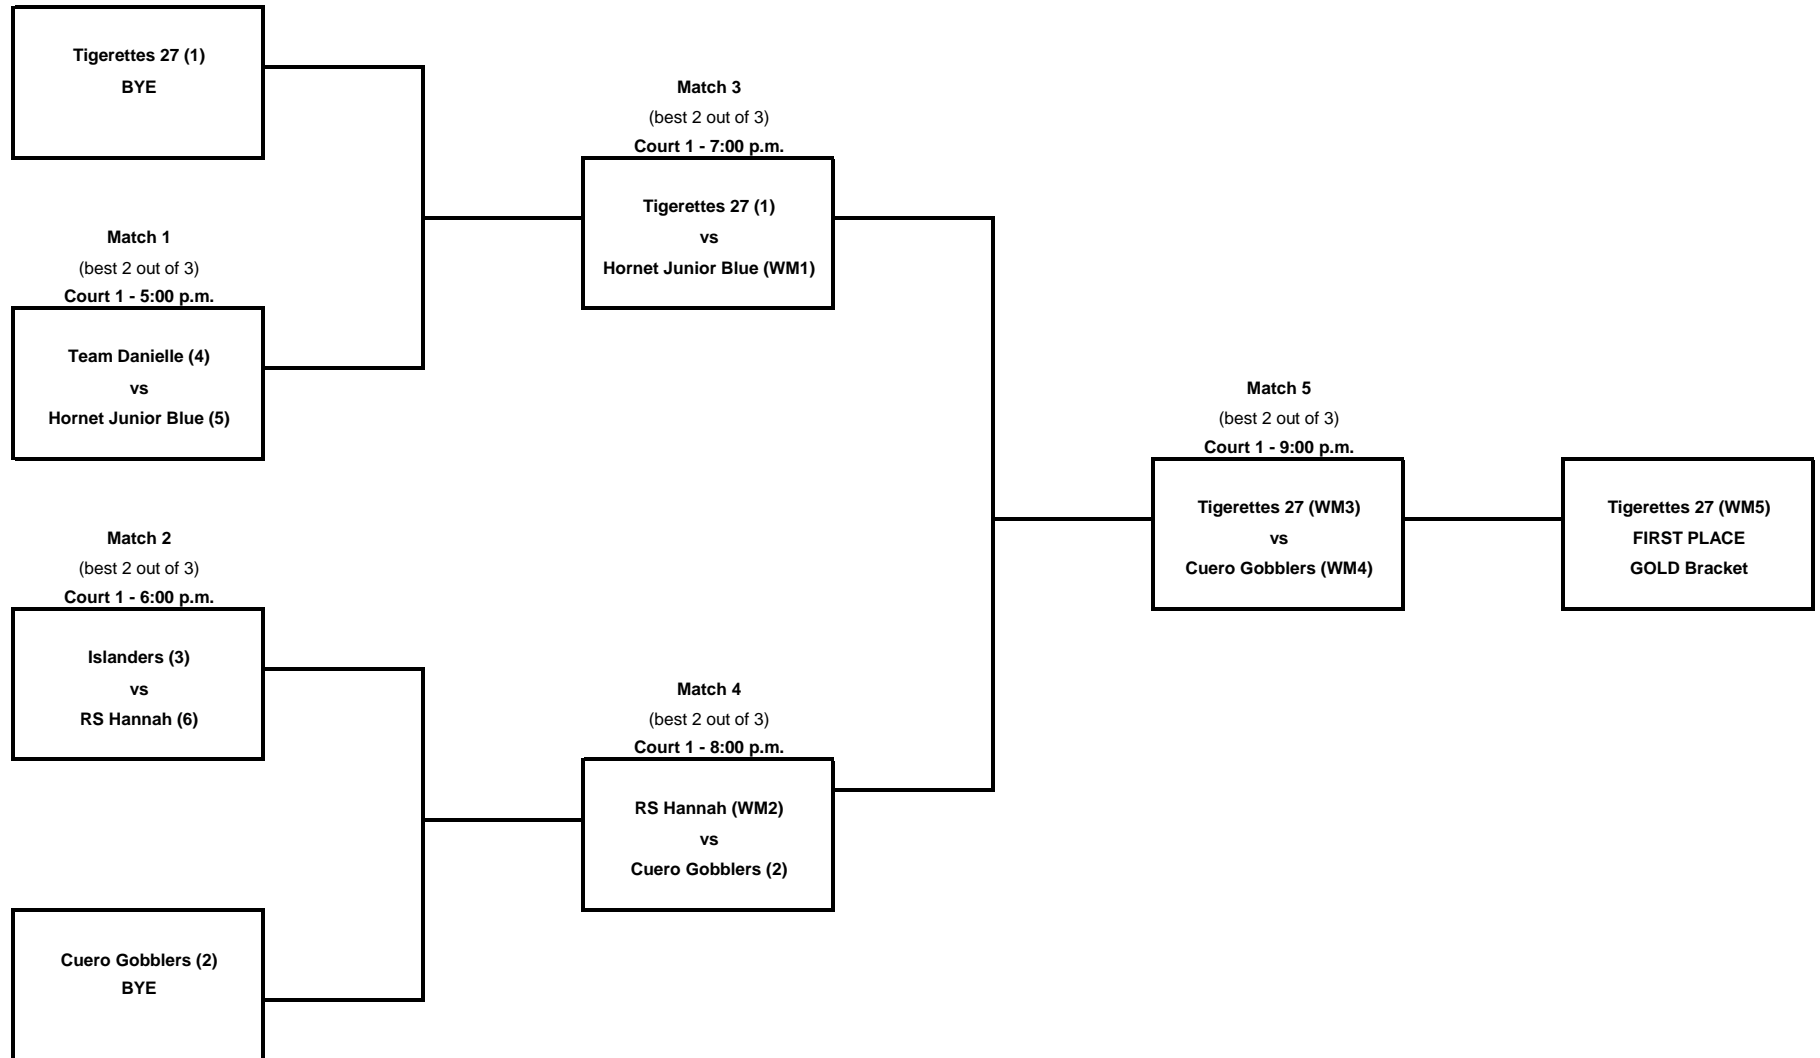 Tigerettes 27 (1)
BYE
Match 1
(best 2 out of 3)
Court 1 - 5:00 p.m.
Team Danielle (4)
vs
Hornet Junior Blue (5)
Match 2
(best 2 out of 3)
Court 1 - 6:00 p.m.
Islanders (3)
vs
RS Hannah (6)
Cuero Gobblers (2)
BYE
Match 3
(best 2 out of 3)
Court 1 - 7:00 p.m.
Tigerettes 27 (1)
vs
Hornet Junior Blue (WM1)
Match 4
(best 2 out of 3)
Court 1 - 8:00 p.m.
RS Hannah (WM2)
vs
Cuero Gobblers (2)
Match 5
(best 2 out of 3)
Court 1 - 9:00 p.m.
Tigerettes 27 (WM3)
vs
Cuero Gobblers (WM4)
Tigerettes 27 (WM5)
FIRST PLACE
GOLD Bracket